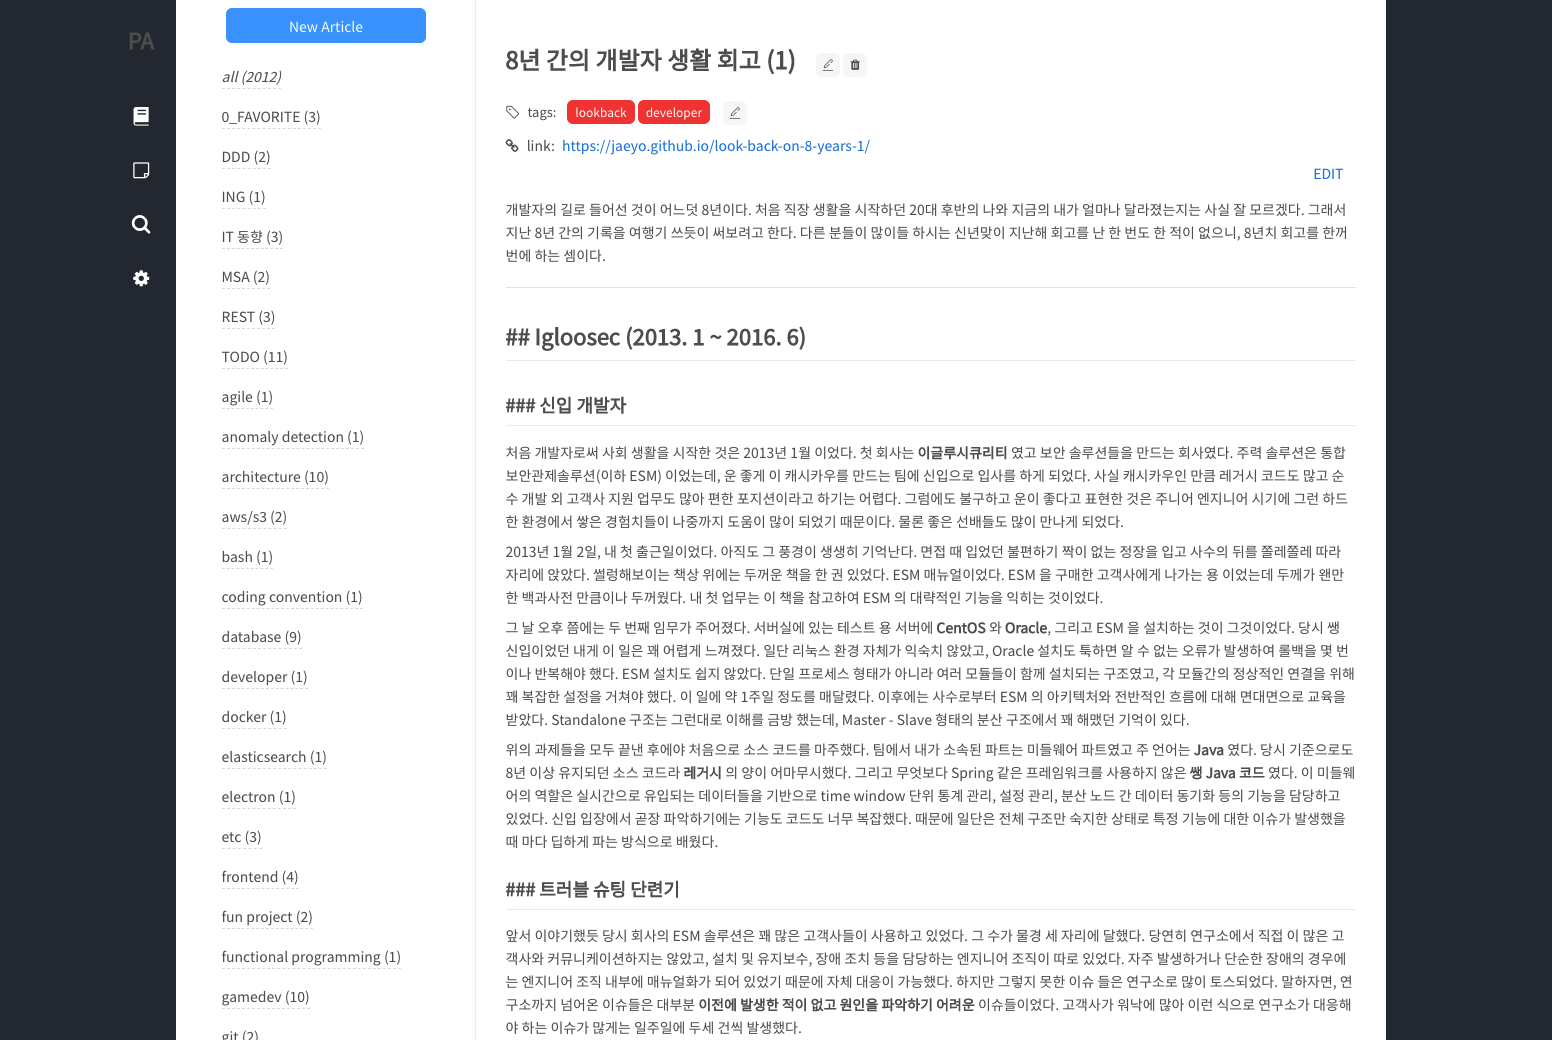 PA
New Article
all (2012)
0_FAVORITE (3)
DDD (2)
ING (1)
IT 동향 (3)
MSA (2)
REST (3)
TODO (11)
agile (1)
anomaly detection (1)
architecture (10)
aws/s3 (2)
bash (1)
coding convention (1)
database (9)
developer (1)
docker (1)
elasticsearch (1)
electron (1)
etc (3)
frontend (4)
fun project (2)
functional programming (1)
gamedev (10)
git (2)
8년 간의 개발자 생활 회고 (1)
tags: lookback developer
link: https://jaeyo.github.io/look-back-on-8-years-1/
EDIT
개발자의 길로 들어선 것이 어느덧 8년이다. 처음 직장 생활을 시작하던 20대 후반의 나와 지금의 내가 얼마나 달라졌는지는 사실 잘 모르겠다. 그래서
지난 8년 간의 기록을 여행기 쓰듯이 써보려고 한다. 다른 분들이 많이들 하시는 신년맞이 지난해 회고를 난 한 번도 한 적이 없으니, 8년치 회고를 한꺼
번에 하는 셈이다.
## Igloosec (2013. 1 ~ 2016. 6)
### 신입 개발자
처음 개발자로써 사회 생활을 시작한 것은 2013년 1월 이었다. 첫 회사는 이글루시큐리티 였고 보안 솔루션들을 만드는 회사였다. 주력 솔루션은 통합
보안관제솔루션(이하 ESM) 이었는데, 운 좋게 이 캐시카우를 만드는 팀에 신입으로 입사를 하게 되었다. 사실 캐시카우인 만큼 레거시 코드도 많고 순
수 개발 외 고객사 지원 업무도 많아 편한 포지션이라고 하기는 어렵다. 그럼에도 불구하고 운이 좋다고 표현한 것은 주니어 엔지니어 시기에 그런 하드
한 환경에서 쌓은 경험치들이 나중까지 도움이 많이 되었기 때문이다. 물론 좋은 선배들도 많이 만나게 되었다.
2013년 1월 2일, 내 첫 출근일이었다. 아직도 그 풍경이 생생히 기억난다. 면접 때 입었던 불편하기 짝이 없는 정장을 입고 사수의 뒤를 쫄레쫄레 따라
자리에 앉았다. 썰렁해보이는 책상 위에는 두꺼운 책을 한 권 있었다. ESM 매뉴얼이었다. ESM 을 구매한 고객사에게 나가는 용 이었는데 두께가 왠만
한 백과사전 만큼이나 두꺼웠다. 내 첫 업무는 이 책을 참고하여 ESM 의 대략적인 기능을 익히는 것이었다.
그 날 오후 쯤에는 두 번째 임무가 주어졌다. 서버실에 있는 테스트 용 서버에 CentOS 와 Oracle, 그리고 ESM 을 설치하는 것이 그것이었다. 당시 쌩
신입이었던 내게 이 일은 꽤 어렵게 느껴졌다. 일단 리눅스 환경 자체가 익숙치 않았고, Oracle 설치도 툭하면 알 수 없는 오류가 발생하여 롤백을 몇 번
이나 반복해야 했다. ESM 설치도 쉽지 않았다. 단일 프로세스 형태가 아니라 여러 모듈들이 함께 설치되는 구조였고, 각 모듈간의 정상적인 연결을 위해
꽤 복잡한 설정을 거쳐야 했다. 이 일에 약 1주일 정도를 매달렸다. 이후에는 사수로부터 ESM 의 아키텍처와 전반적인 흐름에 대해 면대면으로 교육을
받았다. Standalone 구조는 그런대로 이해를 금방 했는데, Master - Slave 형태의 분산 구조에서 꽤 해맸던 기억이 있다.
위의 과제들을 모두 끝낸 후에야 처음으로 소스 코드를 마주했다. 팀에서 내가 소속된 파트는 미들웨어 파트였고 주 언어는 Java 였다. 당시 기준으로도
8년 이상 유지되던 소스 코드라 레거시 의 양이 어마무시했다. 그리고 무엇보다 Spring 같은 프레임워크를 사용하지 않은 쌩 Java 코드 였다. 이 미들웨
어의 역할은 실시간으로 유입되는 데이터들을 기반으로 time window 단위 통계 관리, 설정 관리, 분산 노드 간 데이터 동기화 등의 기능을 담당하고
있었다. 신입 입장에서 곧장 파악하기에는 기능도 코드도 너무 복잡했다. 때문에 일단은 전체 구조만 숙지한 상태로 특정 기능에 대한 이슈가 발생했을
때 마다 딥하게 파는 방식으로 배웠다.
### 트러블 슈팅 단련기
앞서 이야기했듯 당시 회사의 ESM 솔루션은 꽤 많은 고객사들이 사용하고 있었다. 그 수가 물경 세 자리에 달했다. 당연히 연구소에서 직접 이 많은 고
객사와 커뮤니케이션하지는 않았고, 설치 및 유지보수, 장애 조치 등을 담당하는 엔지니어 조직이 따로 있었다. 자주 발생하거나 단순한 장애의 경우에
는 엔지니어 조직 내부에 매뉴얼화가 되어 있었기 때문에 자체 대응이 가능했다. 하지만 그렇지 못한 이슈 들은 연구소로 많이 토스되었다. 말하자면, 연
구소까지 넘어온 이슈들은 대부분 이전에 발생한 적이 없고 원인을 파악하기 어려운 이슈들이었다. 고객사가 워낙에 많아 이런 식으로 연구소가 대응해
야 하는 이슈가 많게는 일주일에 두세 건씩 발생했다.